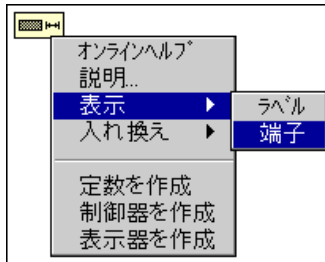 オンラインヘルプ
説明...
表示
ラベル
端子
入れ換え
定数を作成
制御器を作成
表示器を作成